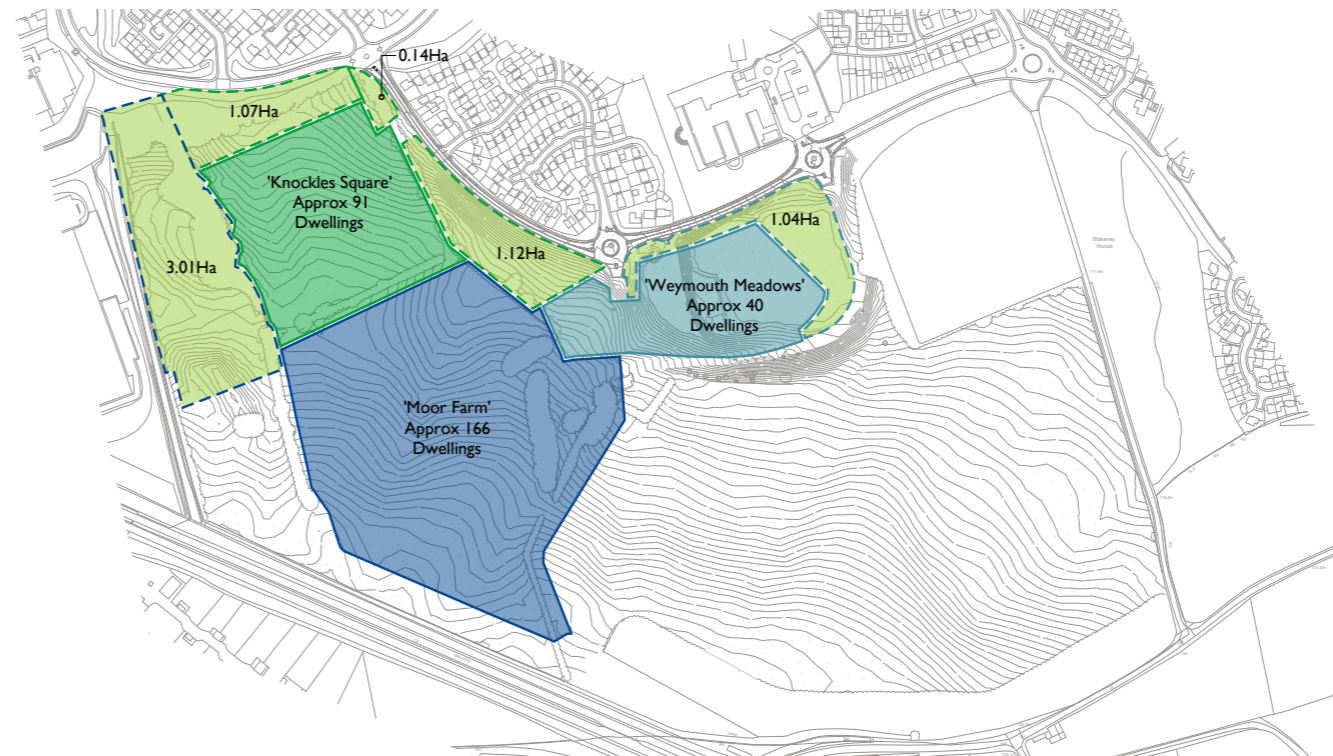 0.14Ha
1.07Ha
'Knockles Square'
Approx 91
Dwellings
1.04Ha
1.12Ha
3.01Ha
'Weymouth Meadows'
Approx 40
Dwellings
'Moor Farm'
Approx 166
Dwellings
Woods